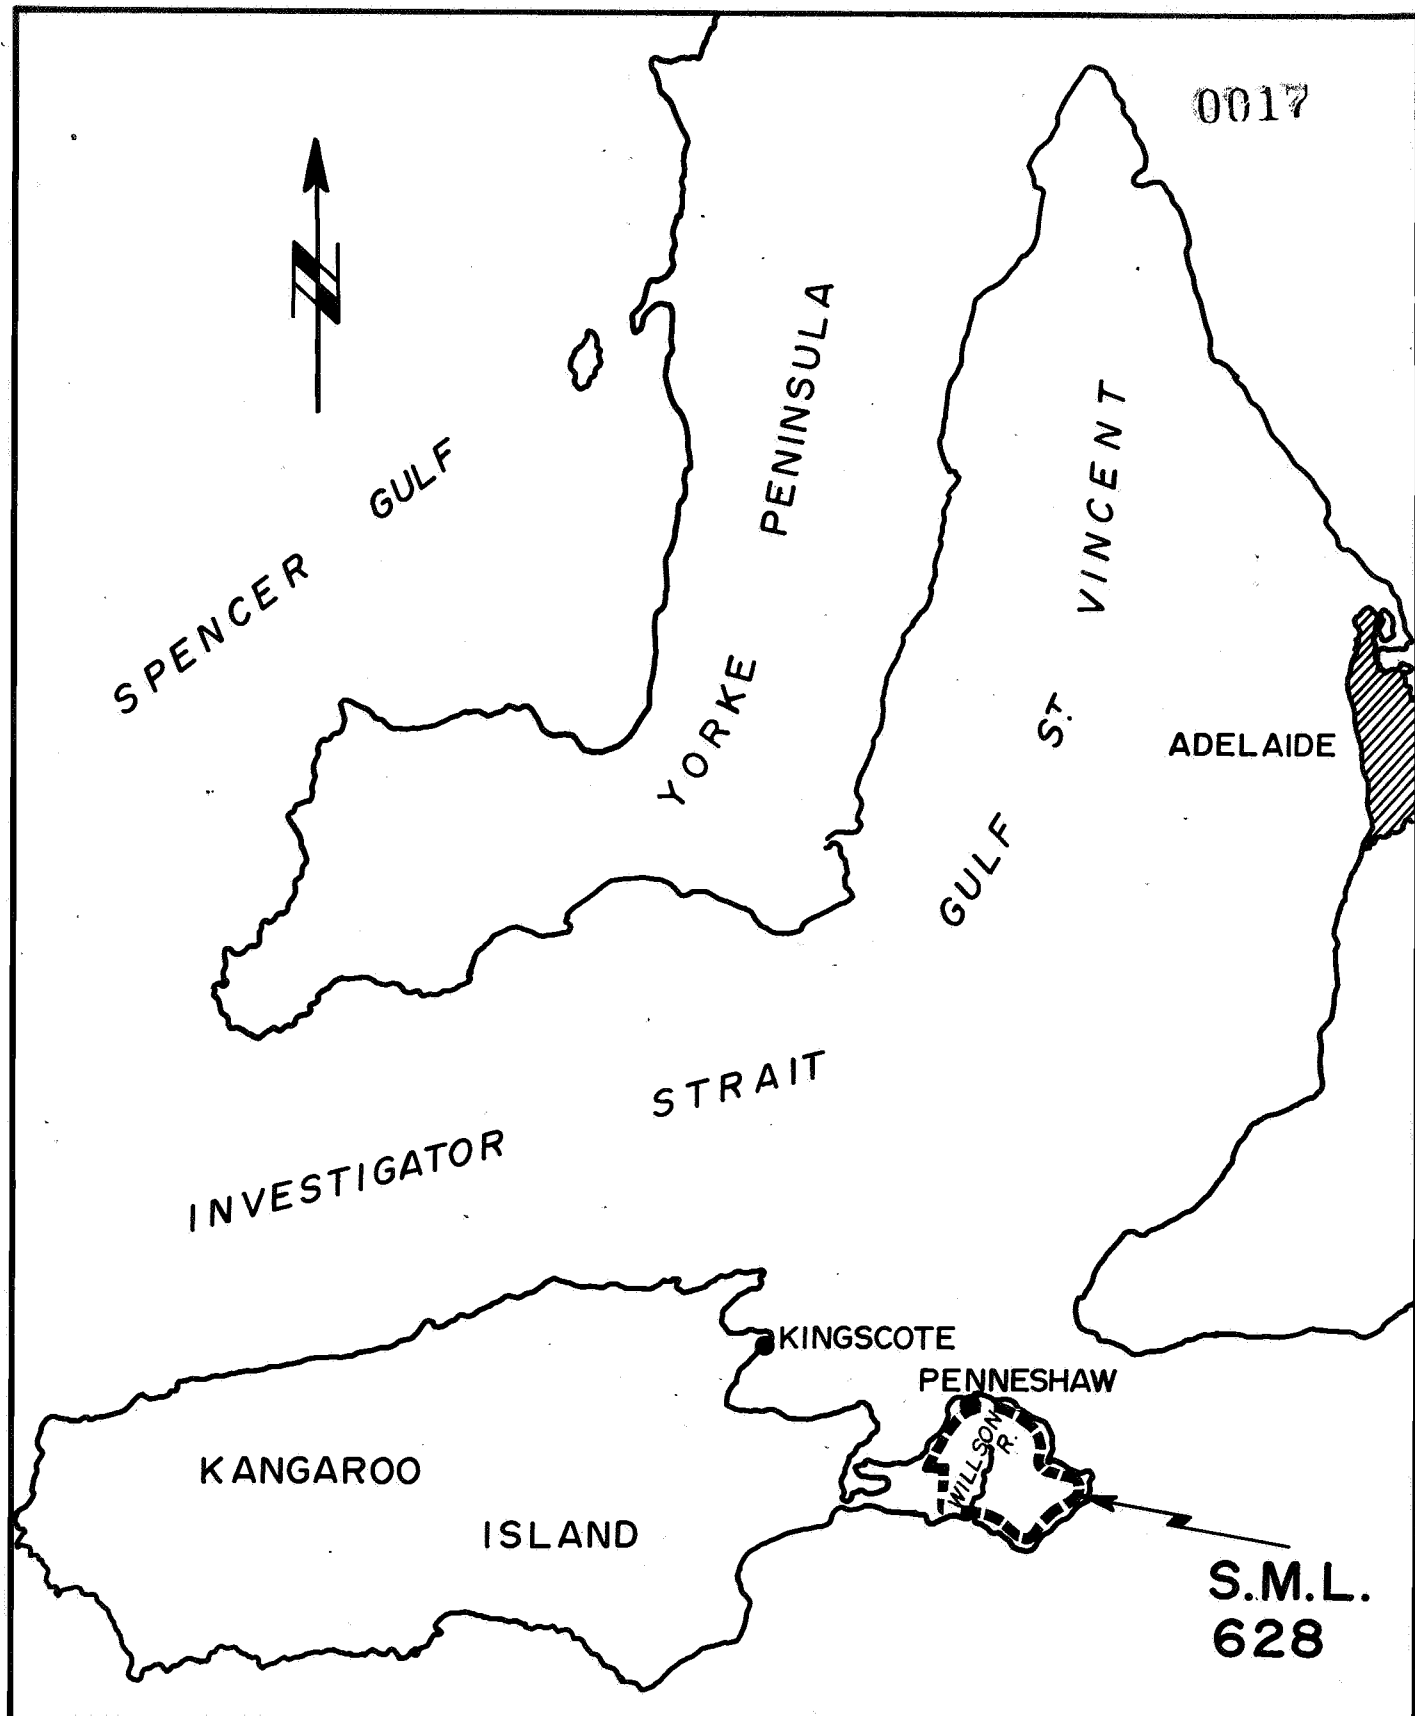 0017
N
SPENCER GULF
YORKE PENINSULA
GULF ST. VINCENT
ADELAIDE
INVESTIGATOR STRAIT
KINGSCOTE
PENNESHAW
WILLSON
R.
KANGAROO
ISLAND
S.M.L.
628